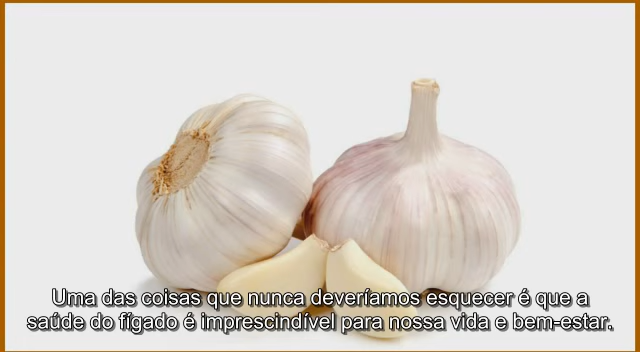 Uma das coisas que nunca deveríamos esquecer é que a
saúde do fígado é imprescindível para nossa vida e bem-estar.